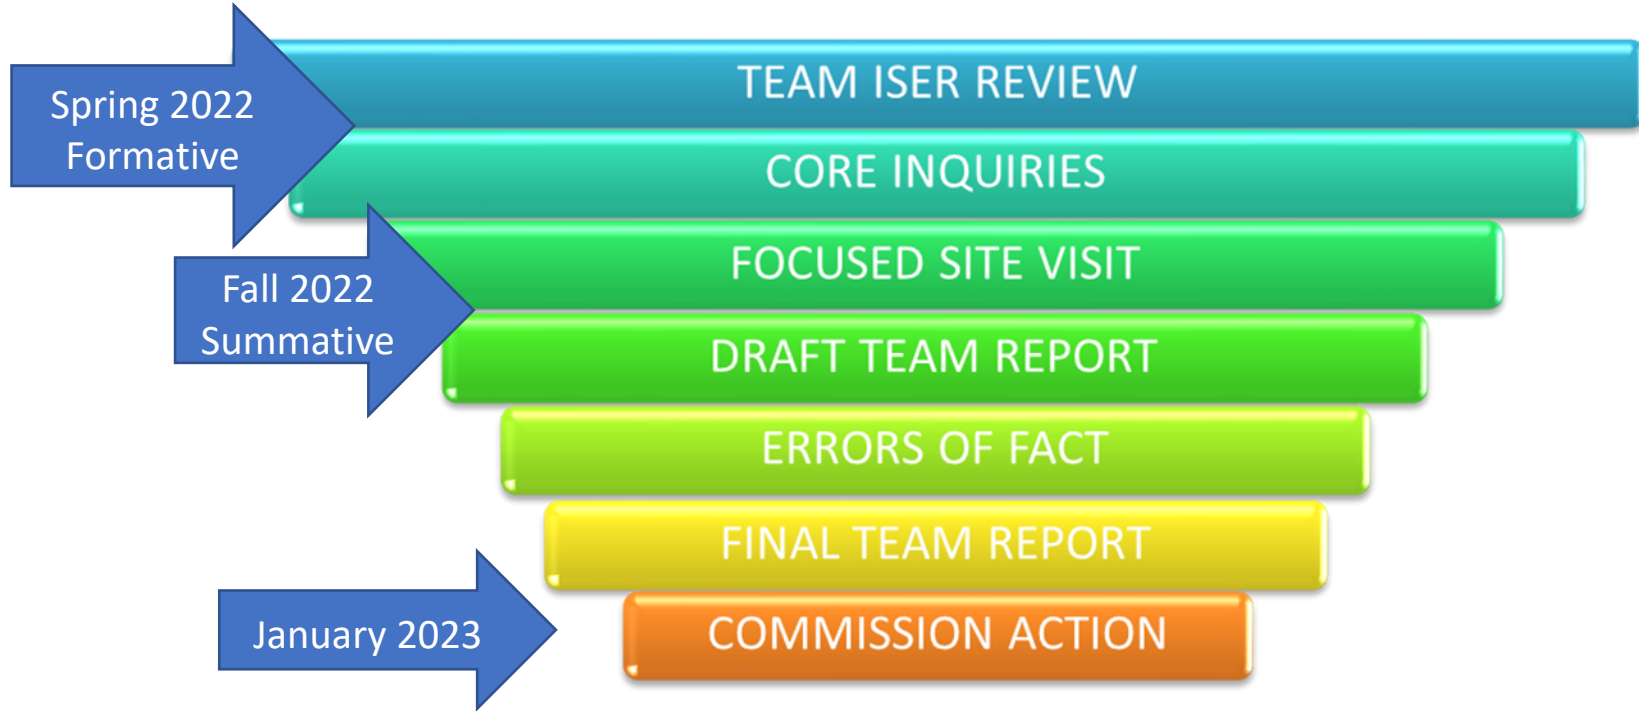 Spring 2022
Formative
TEAM ISER REVIEW
CORE INQUIRIES
Fall 2022
Summative
FOCUSED SITE VISIT
DRAFT TEAM REPORT
ERRORS OF FACT
FINAL TEAM REPORT
January 2023
COMMISSION ACTION